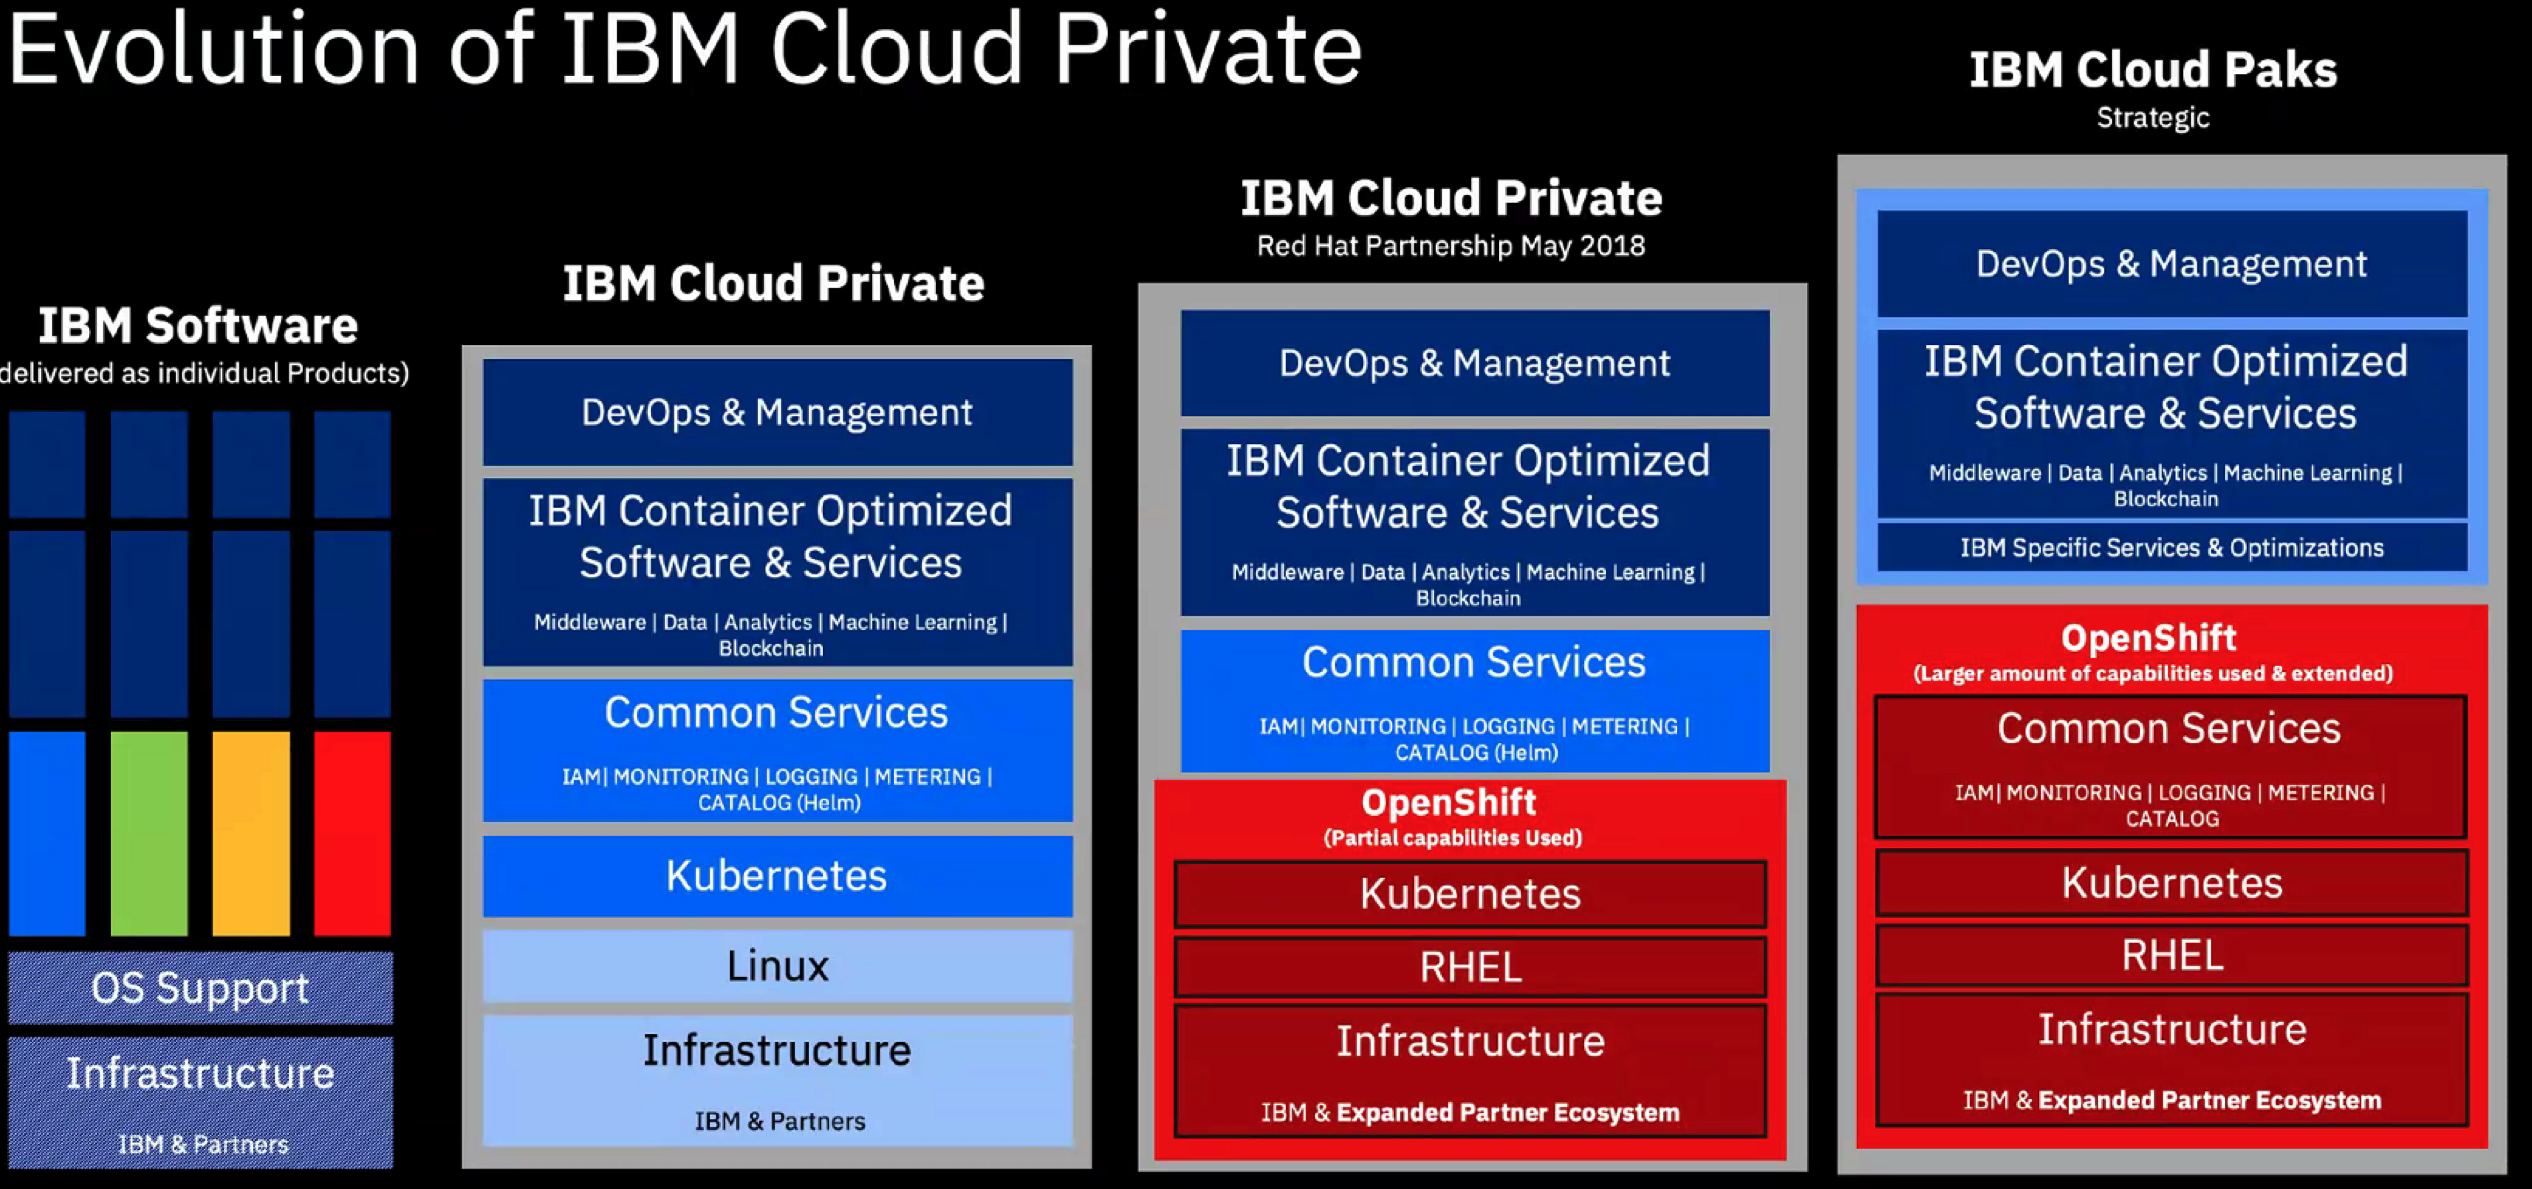 Evolution of IBM Cloud Private
IBM Software
delivered as individual Products)
OS Support
Infrastructure
IBM & Partners
IBM Cloud Private
DevOps & Management
IBM Container Optimized
Software & Services
Middleware | Data | Analytics | Machine Learning |
Blockchain
Common Services
IAM| MONITORING | LOGGING | METERING |
CATALOG (Helm)
Kubernetes
Linux
Infrastructure
IBM & Partners
IBM Cloud Private
Red Hat Partnership May 2018
DevOps & Management
IBM Container Optimized
Software & Services
Middleware | Data | Analytics | Machine Learning |
Blockchain
Common Services
IAM| MONITORING | LOGGING | METERING |
CATALOG (Helm)
OpenShift
(Partial capabilities Used)
Kubernetes
RHEL
Infrastructure
IBM & Expanded Partner Ecosystem
IBM Cloud Paks
Strategic
DevOps & Management
IBM Container Optimized
Software & Services
Middleware | Data | Analytics | Machine Learning |
Blockchain
IBM Specific Services & Optimizations
OpenShift
(Larger amount of capabilities used & extended)
Common Services
IAM| MONITORING | LOGGING | METERING |
CATALOG
Kubernetes
RHEL
Infrastructure
IBM & Expanded Partner Ecosystem